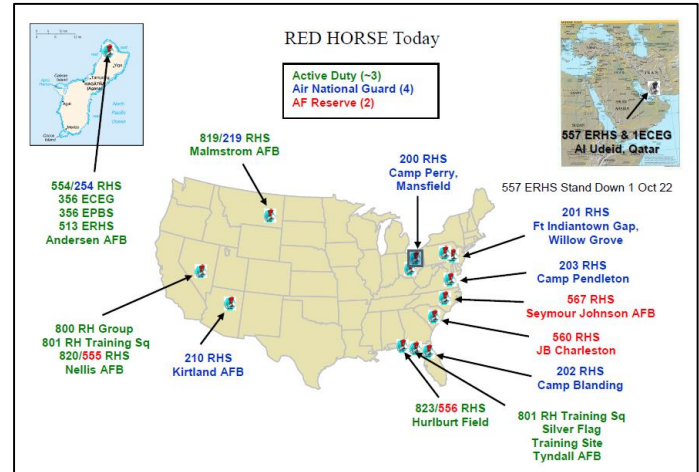 RED HORSE Today
Active Duty (~3)
Air National Guard (4)
AF Reserve (2)
557 ERHS & 1ECEG
Al Udeid, Qatar
557 ERHS Stand Down 1 Oct 22
554/254 RHS
356 ECEG
356 EPBS
513 ERHS
Andersen AFB
819/219 RHS
Malmstrom AFB
200 RHS
Camp Perry,
Mansfield
201 RHS
Ft Indiantown Gap,
Willow Grove
203 RHS
Camp Pendleton
567 RHS
Seymour Johnson AFB
560 RHS
JB Charleston
202 RHS
Camp Blanding
800 RH Group
801 RH Training Sq
820/555 RHS
Nellis AFB
210 RHS
Kirtland AFB
823/556 RHS
Hurlburt Field
801 RH Training Sq
Silver Flag
Training Site
Tyndall AFB